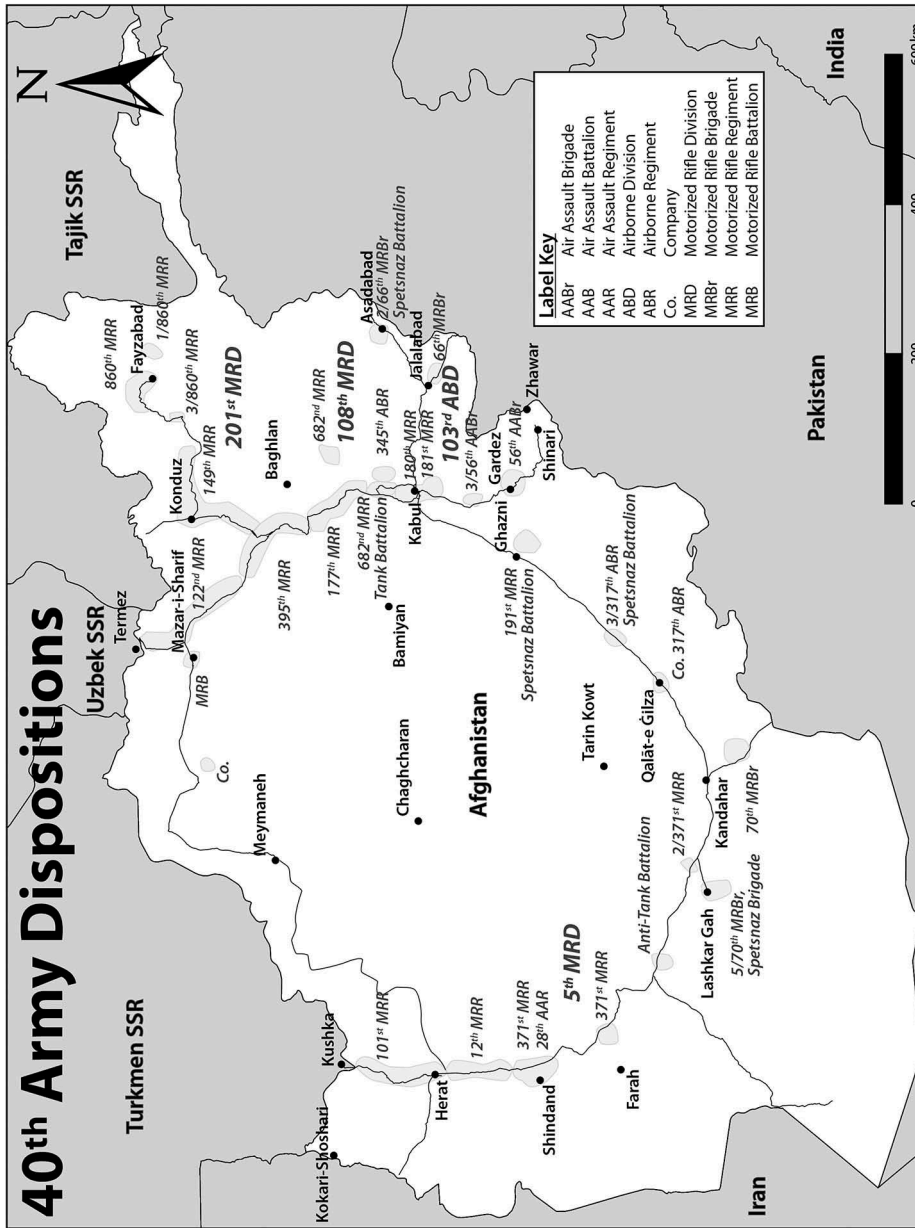 40th Army Dispositions
N
Turkmen SSR
Uzbek SSR
Tajik SSR
Termez
Mazar-i-Sharif
MRB
Co.
122nd MRR
Konduz
149th MRR
860th MRR
Fayzabad
1/860th MRR
3/860th MRR
201st MRD
Baghlan
395th MRR
177th MRR
682nd MRR
682nd MRR
Tank Battalion
108th MRD
345th ABR
Asadabad
2/66th MRBr
Spetsnaz Battalion
Jalalabad
66th MRBr
103rd ABD
180th MRR
181st MRR
Kabul
Bamiyan
3/56th AABr
Gardez
56th AABr
Zhawar
Shinari
Ghazni
191st MRR
Spetsnaz Battalion
3/317th ABR
Spetsnaz Battalion
Co. 317th ABR
Qalāt-e Ġilza
Tarin Kowt
Chaghcharan
Afghanistan
Meymaneh
Kushka
Kokari-Shoshari
101st MRR
Herat
12th MRR
371st MRR
28th AAR
Shindand
5th MRD
371st MRR
Farah
Anti-Tank Battalion
2/371st MRR
Lashkar Gah
5/70th MRBr,
Spetsnaz Brigade
Kandahar
70th MRBr
Iran
Pakistan
India
Label Key
AABr Air Assault Brigade
AAB Air Assault Battalion
AAR Air Assault Regiment
ABD Airborne Division
ABR Airborne Regiment
Co. Company
MRD Motorized Rifle Division
MRBr Motorized Rifle Brigade
MRR Motorized Rifle Regiment
MRB Motorized Rifle Battalion
0 200 400 600km